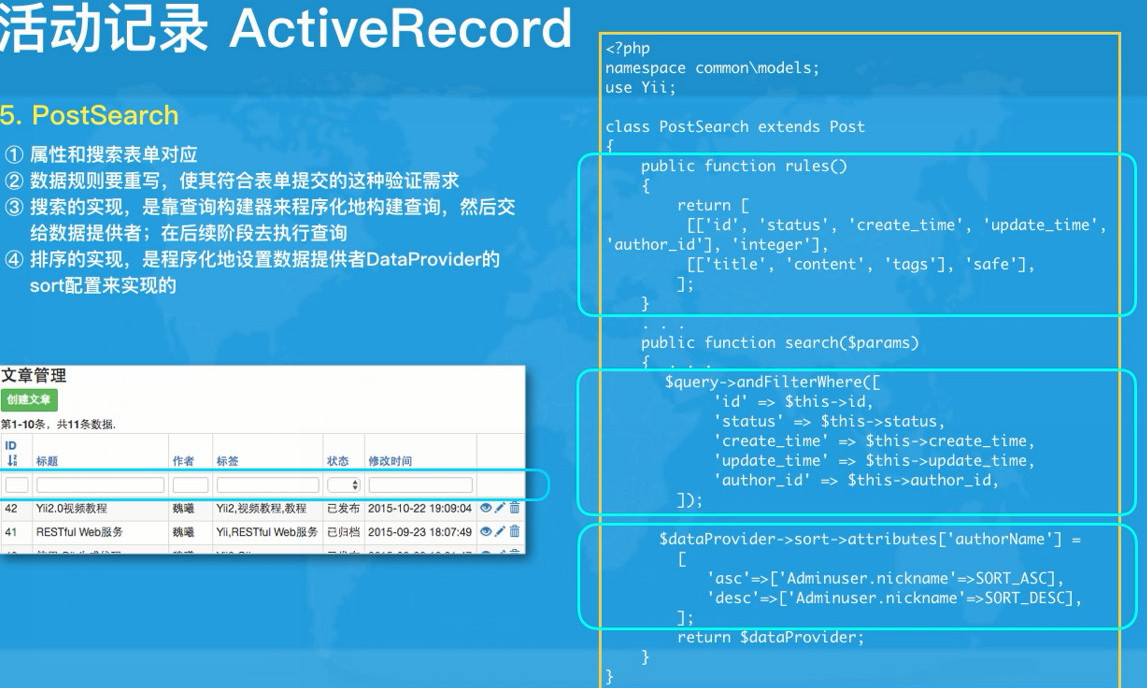 活动记录 ActiveRecord
5. PostSearch
① 属性和搜索表单对应
② 数据规则要重写，使其符合表单提交的这种验证需求
③ 搜索的实现，是靠查询构建器来程序化地构建查询，然后交
给数据提供者；在后续阶段去执行查询
④ 排序的实现，是程序化地设置数据提供者DataProvider的
sort配置来实现的
文章管理
创建文章
第1-10条，共11条数据.
ID 标题 作者 标签 状态 修改时间
42 Yii2.0视频教程 魏曦 Yii2,视频教程,教程 已发布 2015-10-22 19:09:04
41 RESTful Web服务 魏曦 Yii,RESTful Web服务 已归档 2015-09-23 18:07:49
<?php
namespace common\models;
use Yii;
class PostSearch extends Post
{
public function rules()
{
return [
[['id', 'status', 'create_time', 'update_time',
'author_id'], 'integer'],
[['title', 'content', 'tags'], 'safe'],
];
}
. . .
public function search($params)
{ . . .
$query->andFilterWhere([
'id' => $this->id,
'status' => $this->status,
'create_time' => $this->create_time,
'update_time' => $this->update_time,
'author_id' => $this->author_id,
]);
$dataProvider->sort->attributes['authorName'] =
[
'asc'=>['Adminuser.nickname'=>SORT_ASC],
'desc'=>['Adminuser.nickname'=>SORT_DESC],
];
return $dataProvider;
}
}